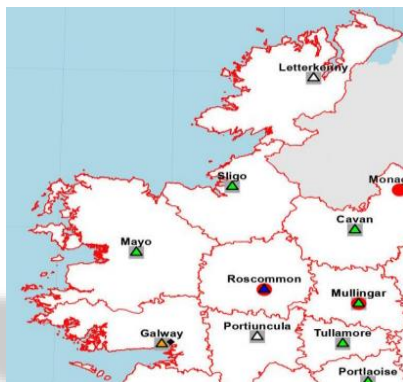 Letterkenny
Sligo
Monag
Cavan
Mayo
Roscommon
Mullingar
Galway
Portiuncula
Tullamore
Portlaoise